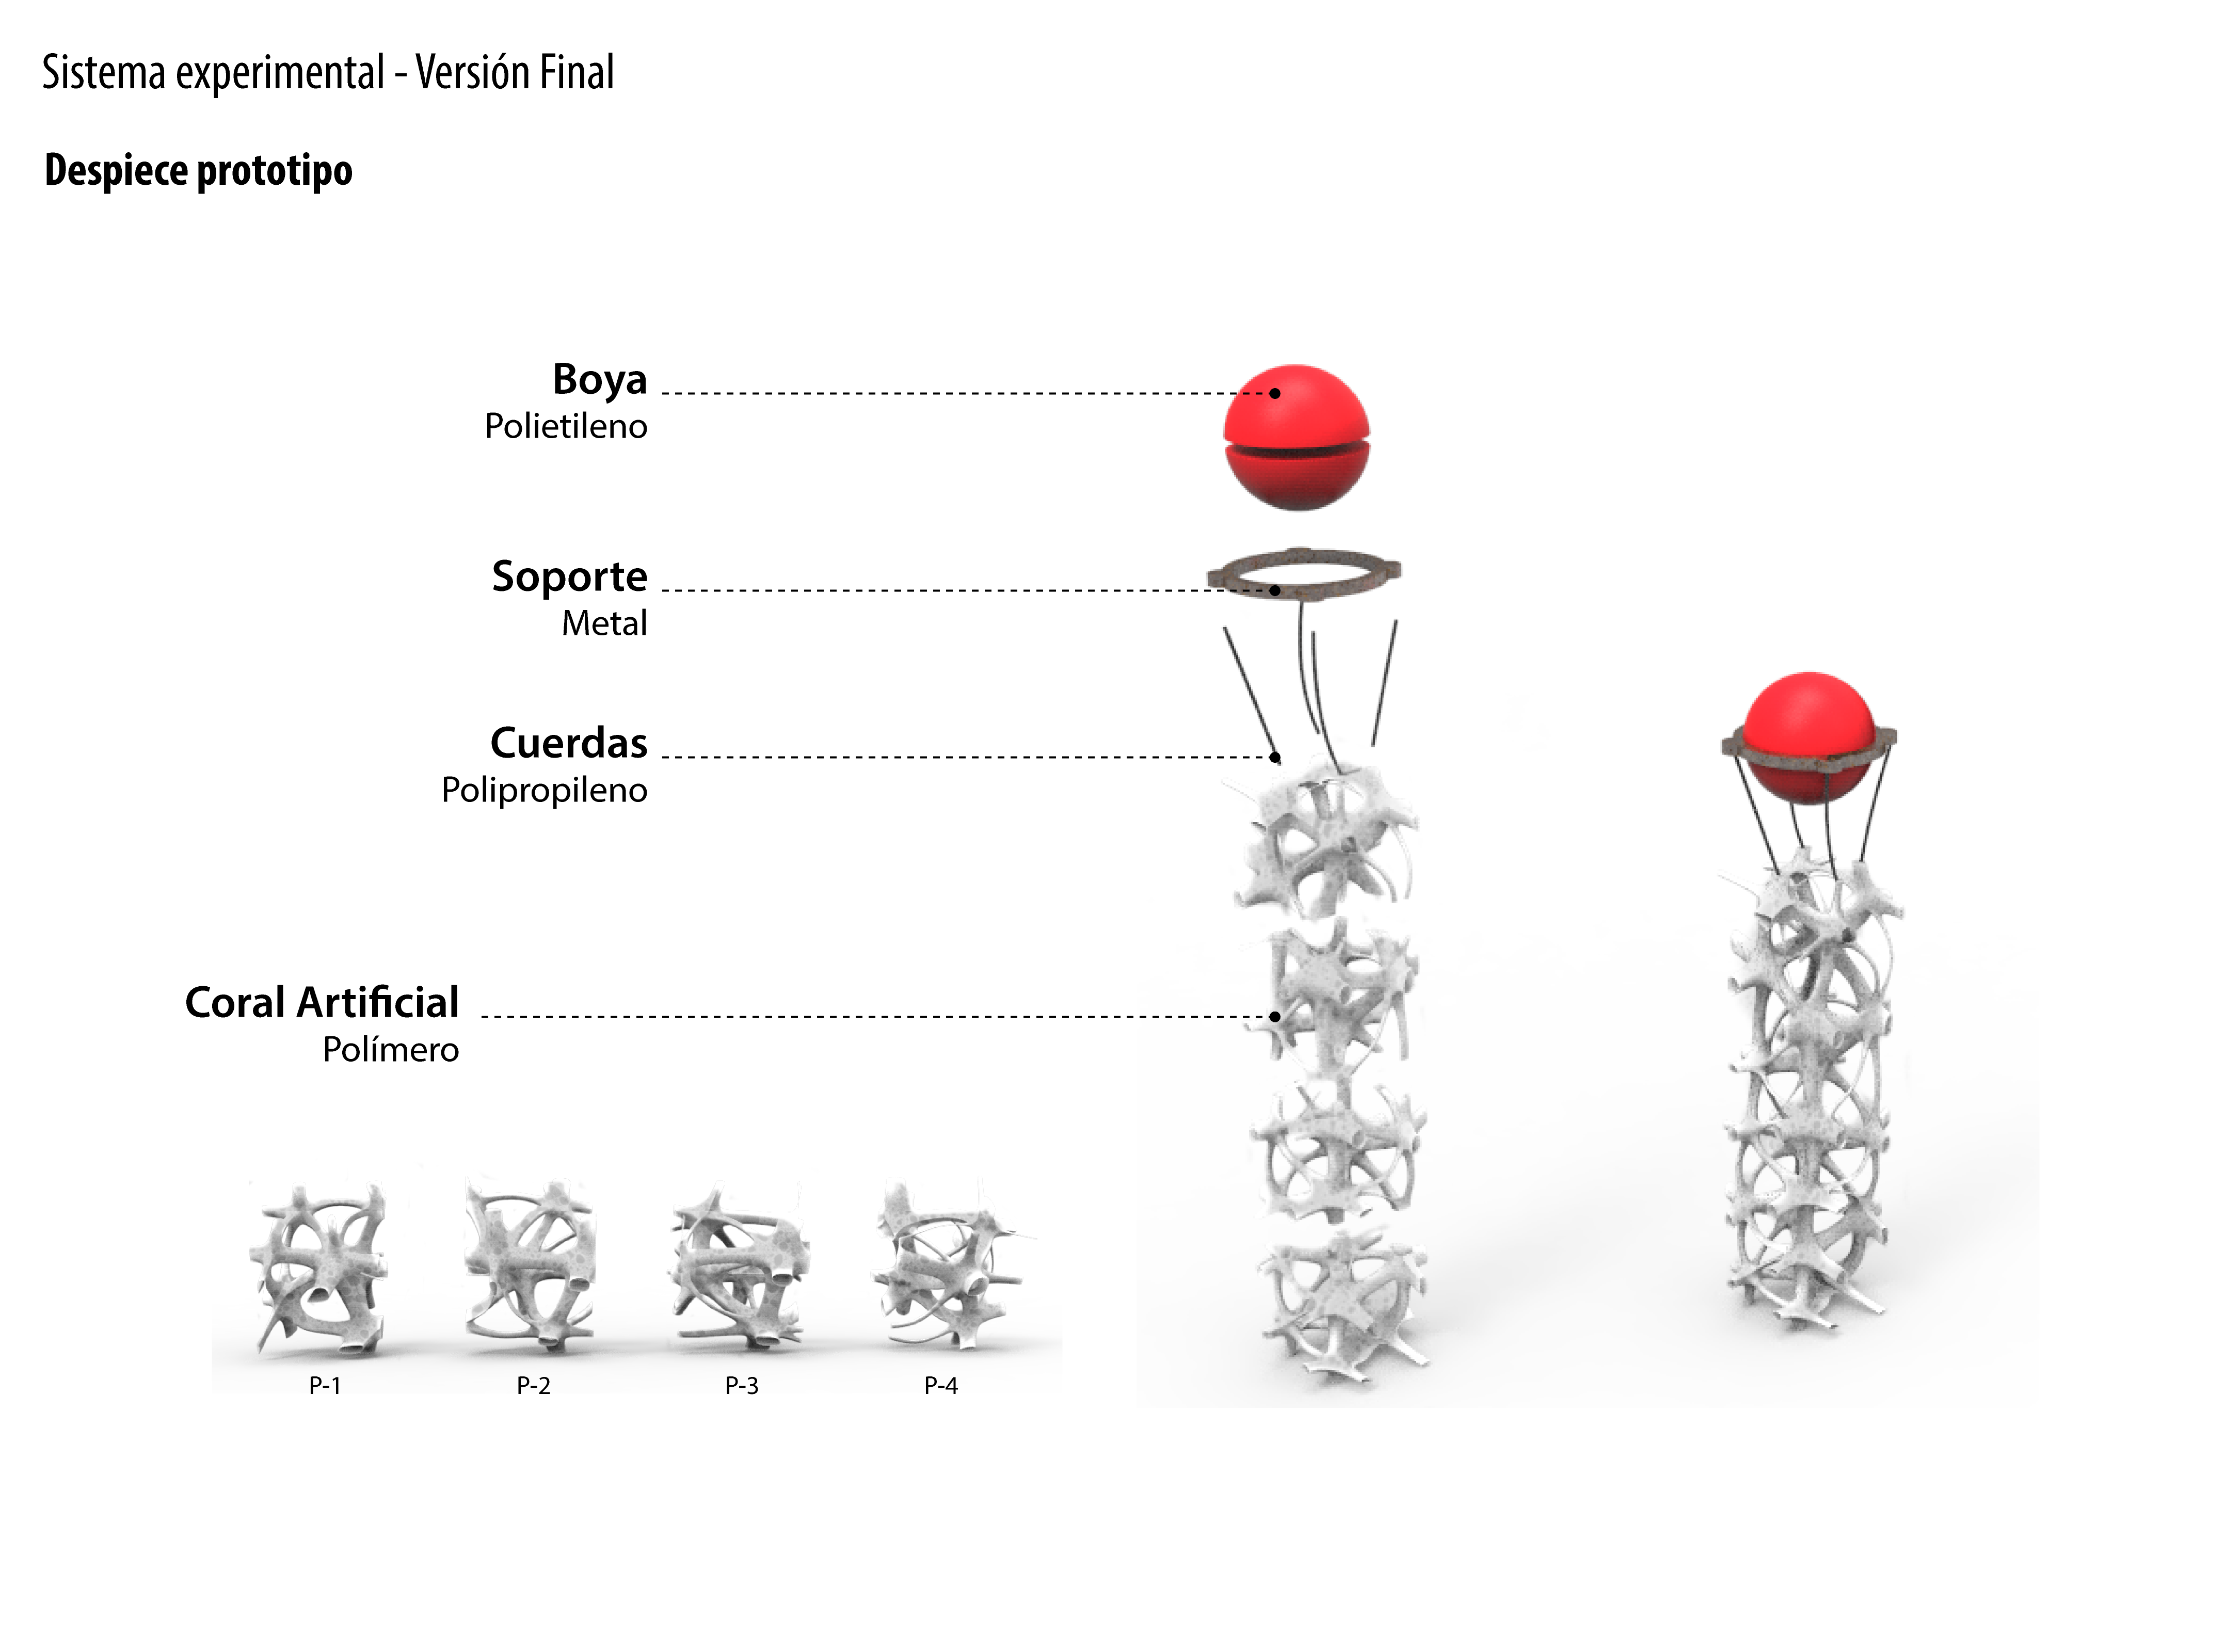 Sistema experimental - Versión Final
Despiece prototipo
Boya
Polietileno
Soporte
Metal
Cuerdas
Polipropileno
Coral Artificial
Polímero
P-1
P-2
P-3
P-4